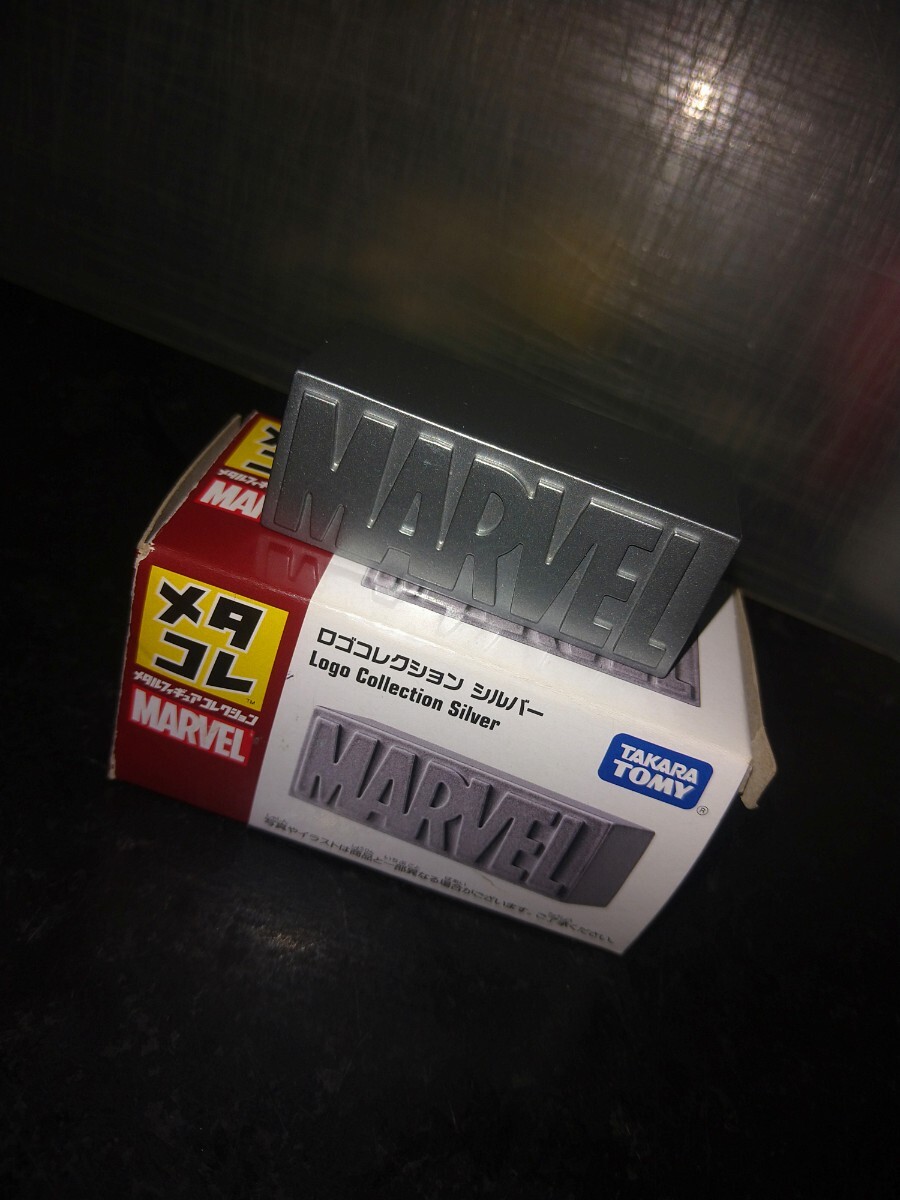 MARVEL
メタ
コレ
メタルフィギュアコレクション
MARVEL
ロゴコレクション シルバー
Logo Collection Silver
TAKARA
TOMY
®
MARVEL